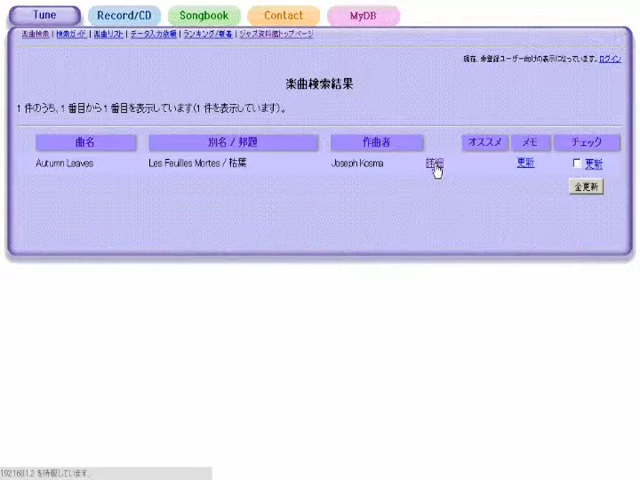 Tune Record/CD Songbook Contact MyDB
楽曲検索 | 検索ガイド | 楽曲リスト | データ入力依頼 | ランキング/新着 | ジャズ資料館トップページ
現在、非登録ユーザー向けの表示になっています。ログイン
楽曲検索結果
1 件のうち、1 番目から 1 番目を表示しています(1 件を表示しています)。
曲名 別名 / 邦題 作曲者 オススメ メモ チェック
Autumn Leaves Les Feuilles Mortes / 枯葉 Joseph Kosma 詳細 更新 更新
全更新
192.168.1.2 を待機しています。